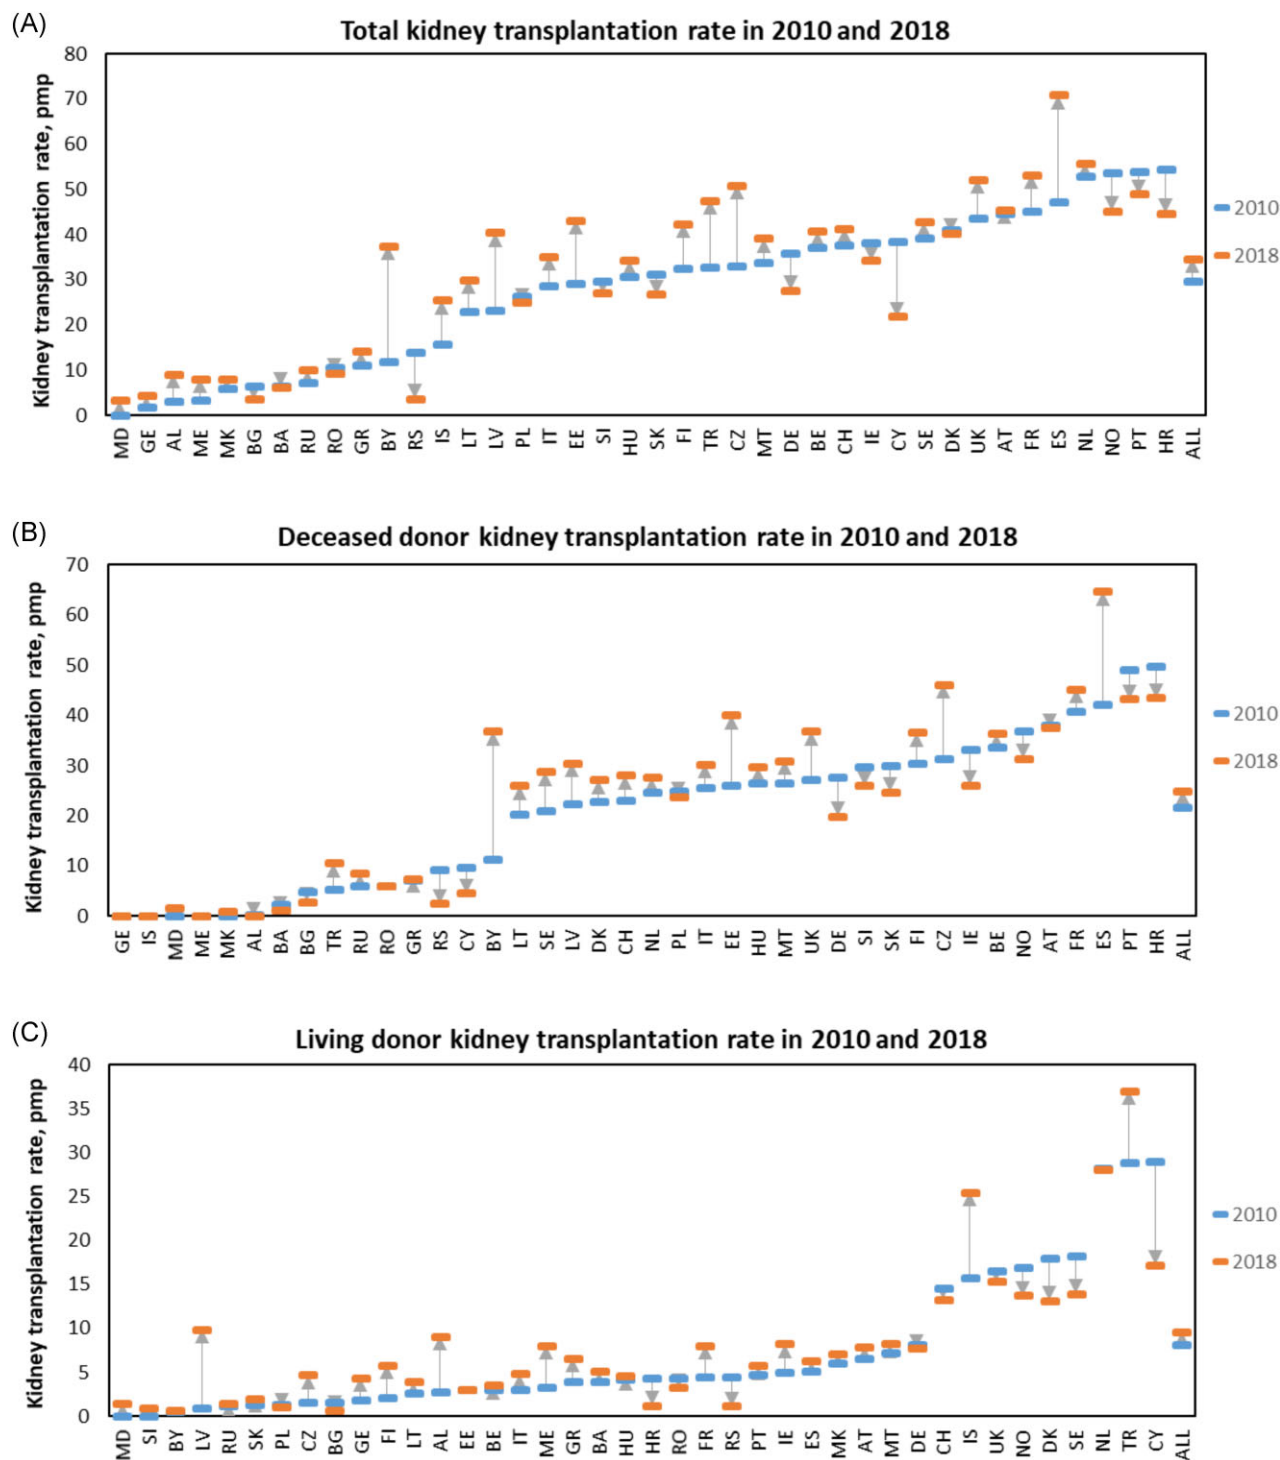 (A)
Total kidney transplantation rate in 2010 and 2018
Kidney transplantation rate, pmp
80
70
60
50
40
30
20
10
0
MD GE AL ME MK BG BA RU RO GR BY RS IS LT LV PL IT EE SI HU SK FI TR CZ MT DE BE CH IE CY SE DK UK AT FR ES NL NO PT HR ALL
2010
2018
(B)
Deceased donor kidney transplantation rate in 2010 and 2018
Kidney transplantation rate, pmp
70
60
50
40
30
20
10
0
GE IS MD ME MK AL BA BG TR RU RO GR RS CY BY LT SE LV DK CH NL PL IT EE HU MT UK DE SI SK FI CZ IE BE NO AT FR ES PT HR ALL
2010
2018
(C)
Living donor kidney transplantation rate in 2010 and 2018
Kidney transplantation rate, pmp
40
35
30
25
20
15
10
5
0
MD SI BY LV RU SK PL CZ BG GE FI LT AL EE BE IT ME GR BA HU HR RO FR RS PT IE ES MK AT MT DE CH IS UK NO DK SE NL TR CY ALL
2010
2018